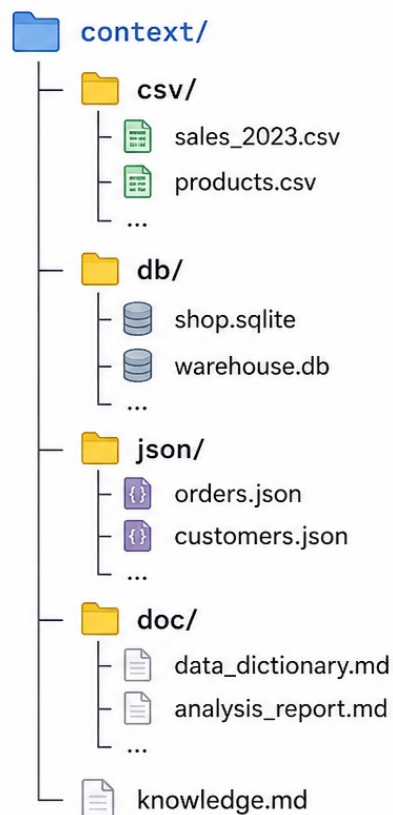 context/
csv/
sales_2023.csv
products.csv
...
db/
shop.sqlite
warehouse.db
...
json/
orders.json
customers.json
...
doc/
data_dictionary.md
analysis_report.md
...
knowledge.md